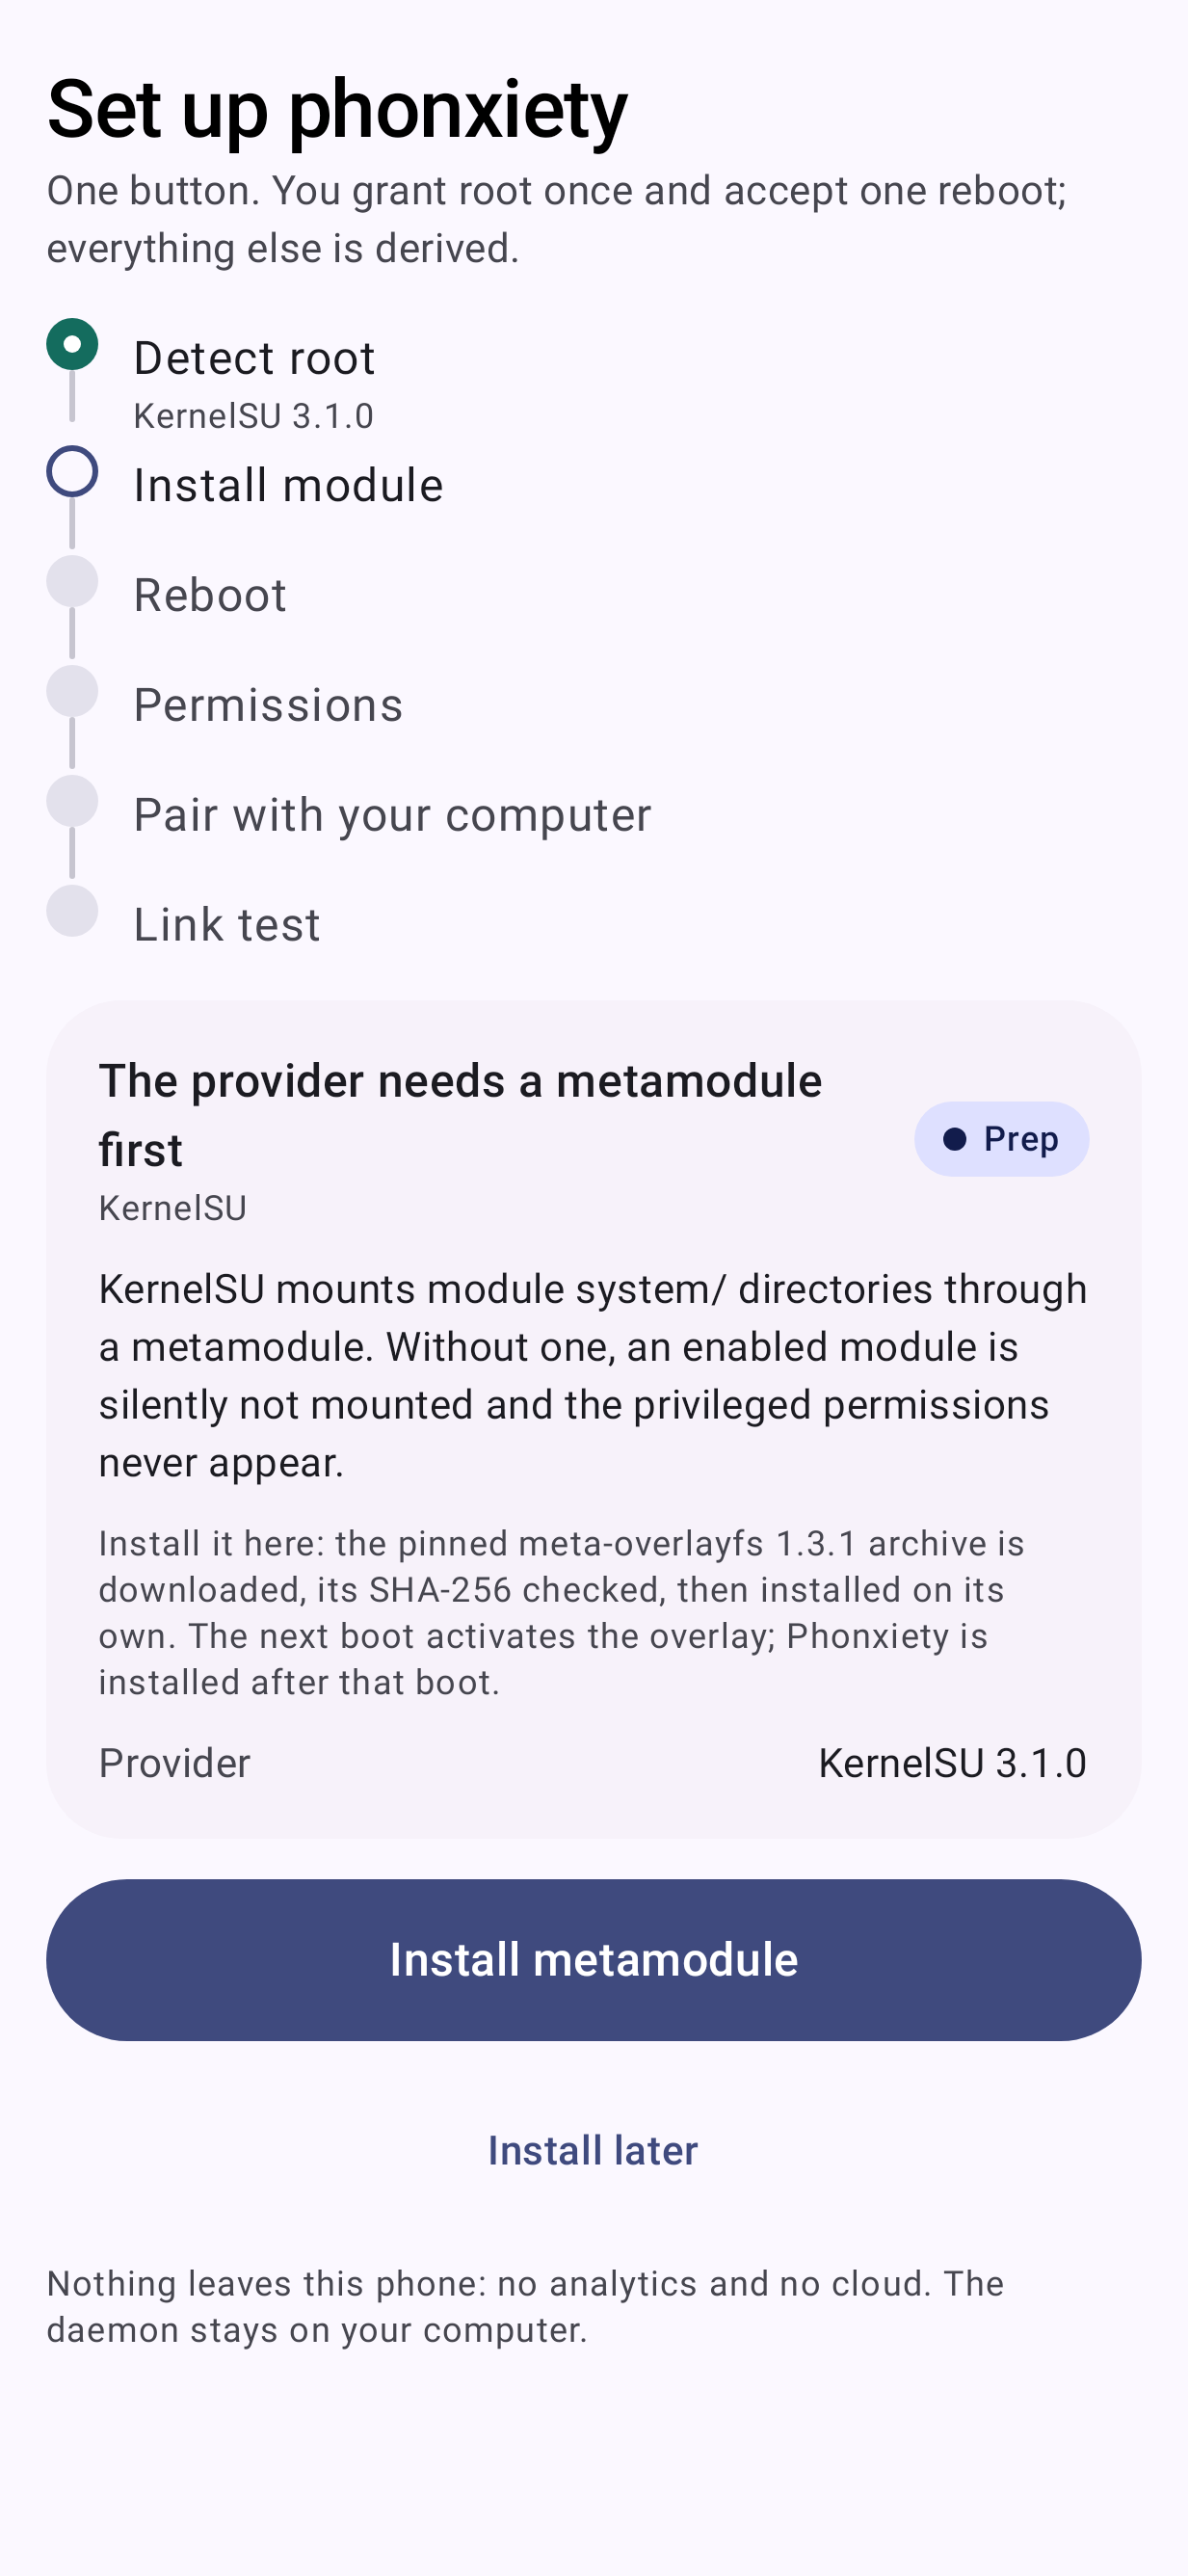 Set up phonxiety
One button. You grant root once and accept one reboot;
everything else is derived.
Detect root
KernelSU 3.1.0
Install module
Reboot
Permissions
Pair with your computer
Link test
The provider needs a metamodule
first
Prep
KernelSU
KernelSU mounts module system/ directories through
a metamodule. Without one, an enabled module is
silently not mounted and the privileged permissions
never appear.
Install it here: the pinned meta-overlayfs 1.3.1 archive is
downloaded, its SHA-256 checked, then installed on its
own. The next boot activates the overlay; Phonxiety is
installed after that boot.
Provider
KernelSU 3.1.0
Install metamodule
Install later
Nothing leaves this phone: no analytics and no cloud. The
daemon stays on your computer.